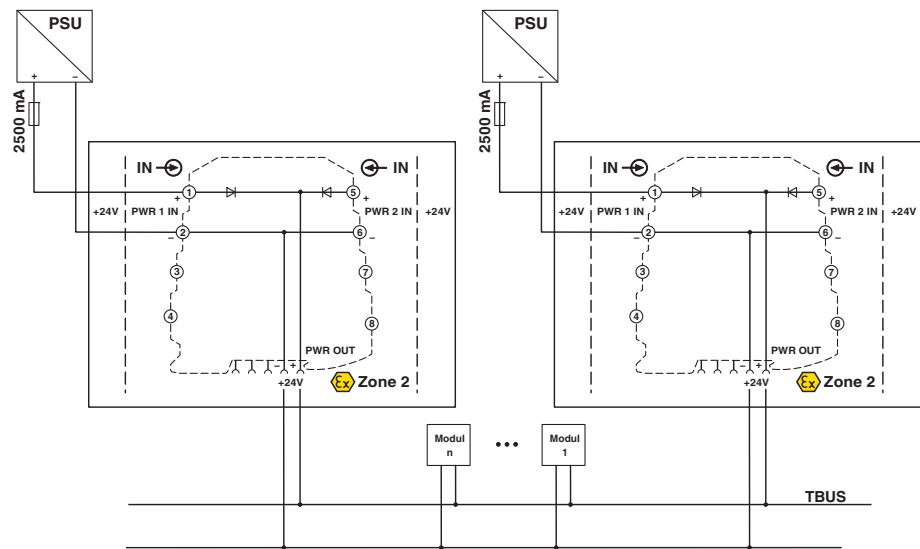 PSU
+ –
2500 mA
IN
IN
1
5
+
+
+24V
PWR 1 IN
PWR 2 IN
+24V
–
2
6
–
3
7
4
8
PWR OUT
– +
+24V
Ex
Zone 2
PSU
+ –
2500 mA
IN
IN
1
5
+
+
+24V
PWR 1 IN
PWR 2 IN
+24V
–
2
6
–
3
7
4
8
PWR OUT
– +
+24V
Ex
Zone 2
Modul
n
•••
Modul
1
TBUS